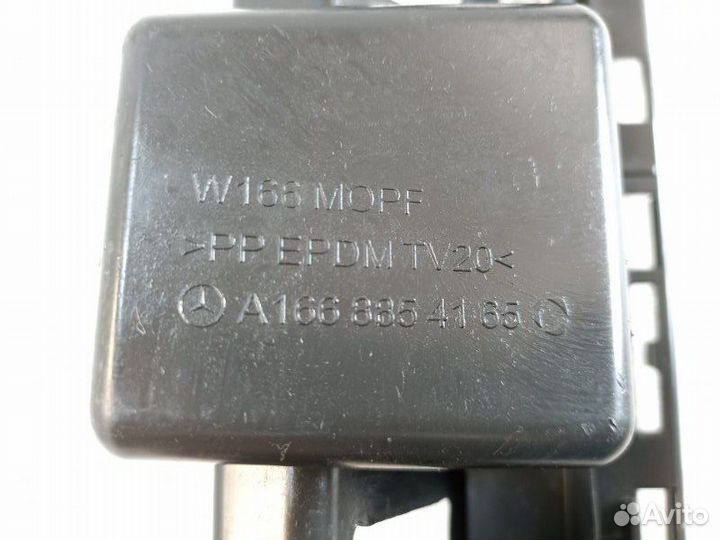 W166 MOPF
>PP EPDM TV20<
A166 885 41 65
Avito